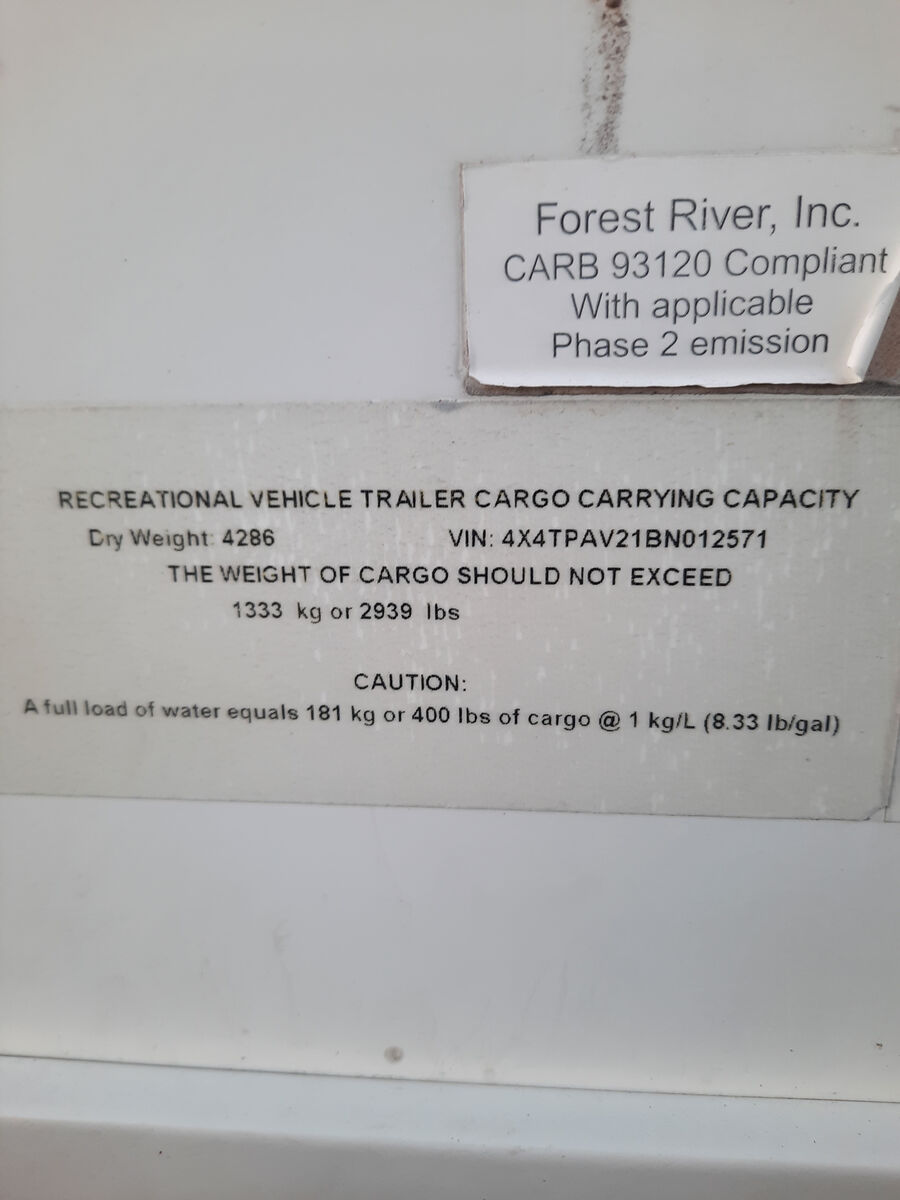 Forest River, Inc.
CARB 93120 Compliant
With applicable
Phase 2 emission
RECREATIONAL VEHICLE TRAILER CARGO CARRYING CAPACITY
Dry Weight: 4286 VIN: 4X4TPAV21BN012571
THE WEIGHT OF CARGO SHOULD NOT EXCEED
1333 kg or 2939 lbs
CAUTION:
A full load of water equals 181 kg or 400 lbs of cargo @ 1 kg/L (8.33 lb/gal)